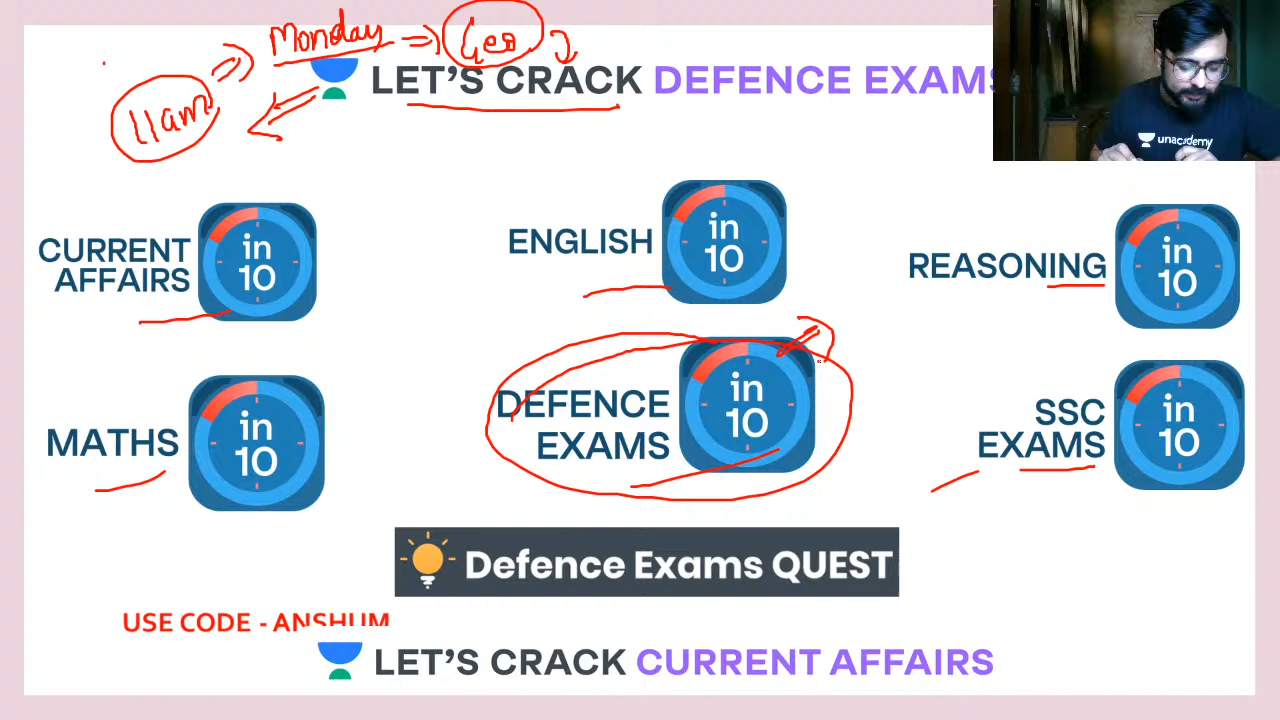 Monday
11am
LET'S CRACK DEFENCE EXAMS
unacademy
CURRENT
AFFAIRS
in
10
ENGLISH
in
10
REASONING
in
10
MATHS
in
10
DEFENCE
EXAMS
in
10
SSC
EXAMS
in
10
Defence Exams QUEST
USE CODE - ANSHUM
LET'S CRACK CURRENT AFFAIRS